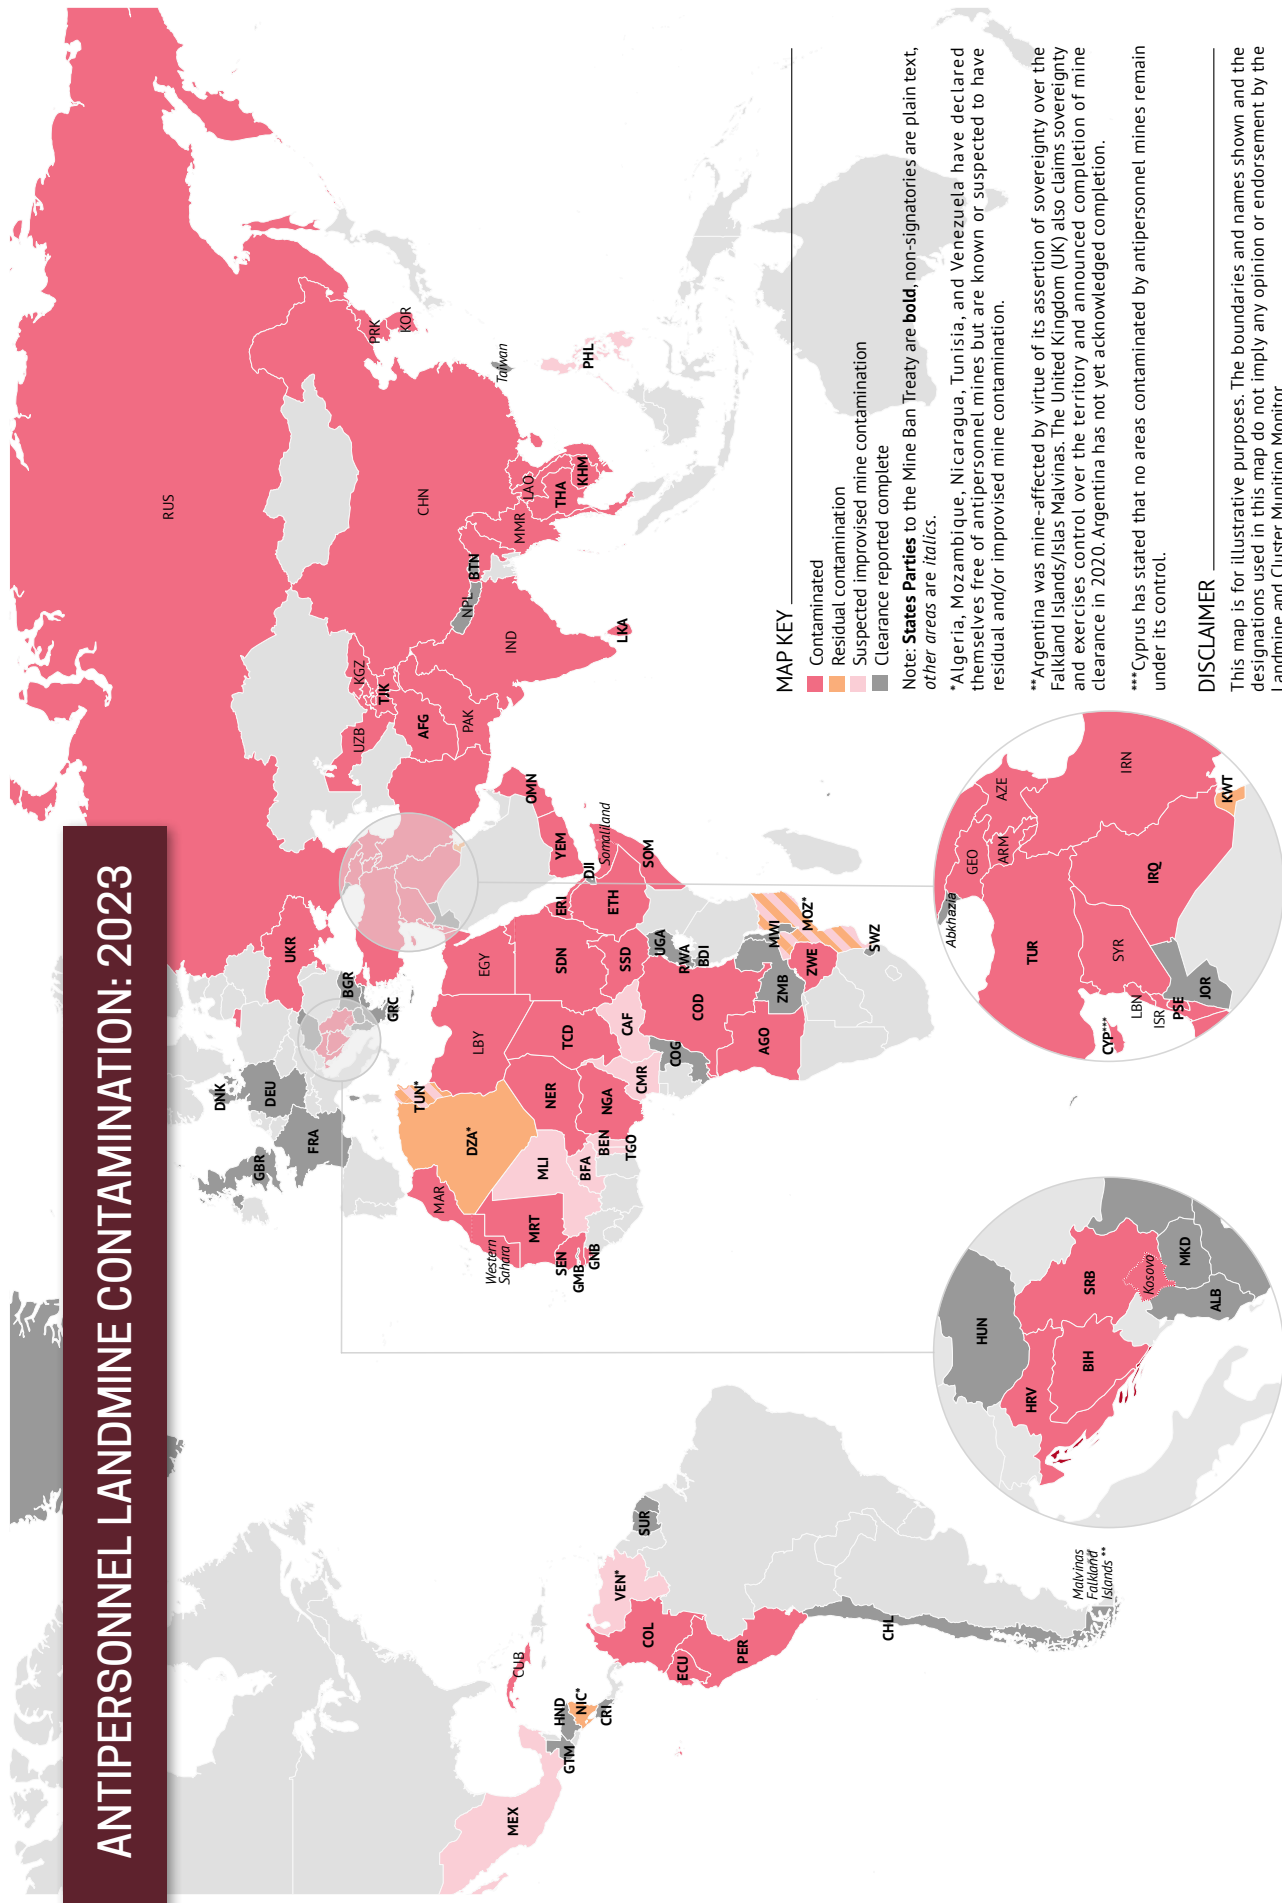 ANTIPERSONNEL LANDMINE CONTAMINATION: 2023
RUS
DNK
GBR
DEU
FRA
UKR
BGR
GRC
UZB
KGZ
TJK
AFG
PAK
CHN
PRK
KOR
NPL
BTN
IND
LKA
MMR
LAO
THA
KHM
Taiwan
PHL
OMN
YEM
MAR
TUN*
DZA*
LBY
EGY
Western
Sahara
MRT
MLI
NER
TCD
SDN
ERI
DJI
Somaliland
SEN
GMB
GNB
BFA
BEN
TGO
NGA
CMR
CAF
SSD
ETH
SOM
COG
COD
UGA
RWA
BDI
AGO
ZMB
MWI
MOZ*
ZWE
SWZ
MEX
CUB
GTM
HND
NIC*
CRI
VEN*
SUR
COL
ECU
PER
CHL
Malvinas
Falkland
Islands **
HUN
HRV
BIH
SRB
Kosovo
MKD
ALB
Abkhazia
GEO
AZE
ARM
TUR
CYP***
SYR
LBN
ISR
PSE
JOR
IRQ
IRN
KWT
MAP KEY
Contaminated
Residual contamination
Suspected improvised mine contamination
Clearance reported complete
Note: States Parties to the Mine Ban Treaty are bold, non-signatories are plain text,
other areas are italics.
*Algeria, Mozambique, Nicaragua, Tunisia, and Venezuela have declared
themselves free of antipersonnel mines but are known or suspected to have
residual and/or improvised mine contamination.
**Argentina was mine-affected by virtue of its assertion of sovereignty over the
Falkland Islands/Islas Malvinas. The United Kingdom (UK) also claims sovereignty
and exercises control over the territory and announced completion of mine
clearance in 2020. Argentina has not yet acknowledged completion.
***Cyprus has stated that no areas contaminated by antipersonnel mines remain
under its control.
DISCLAIMER
This map is for illustrative purposes. The boundaries and names shown and the
designations used in this map do not imply any opinion or endorsement by the
Landmine and Cluster Munition Monitor.